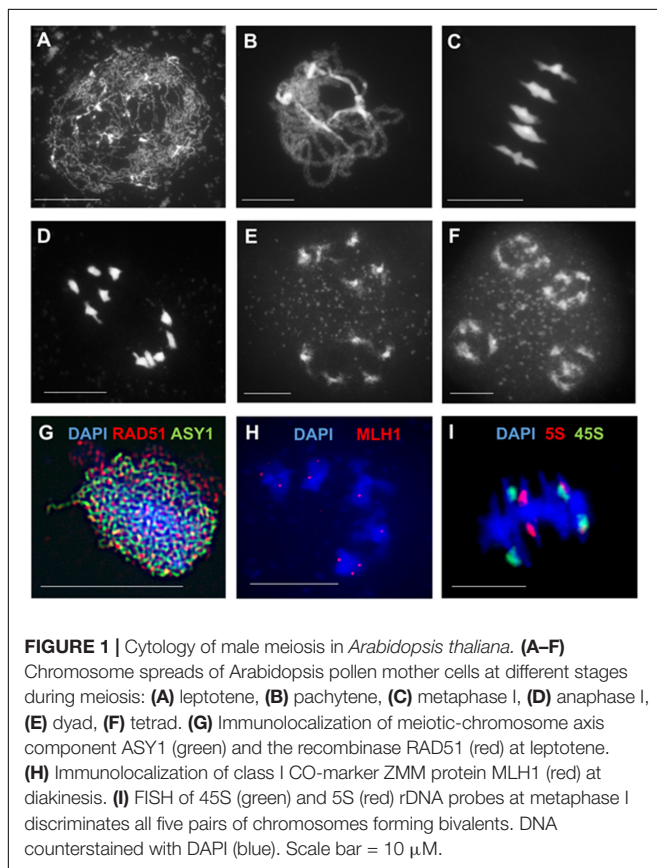 A
B
C
D
E
F
G DAPI RAD51 ASY1
H DAPI MLH1
I DAPI 5S 45S
FIGURE 1 | Cytology of male meiosis in Arabidopsis thaliana. (A–F)
Chromosome spreads of Arabidopsis pollen mother cells at different stages
during meiosis: (A) leptotene, (B) pachytene, (C) metaphase I, (D) anaphase I,
(E) dyad, (F) tetrad. (G) Immunolocalization of meiotic-chromosome axis
component ASY1 (green) and the recombinase RAD51 (red) at leptotene.
(H) Immunolocalization of class I CO-marker ZMM protein MLH1 (red) at
diakinesis. (I) FISH of 45S (green) and 5S (red) rDNA probes at metaphase I
discriminates all five pairs of chromosomes forming bivalents. DNA
counterstained with DAPI (blue). Scale bar = 10 μM.